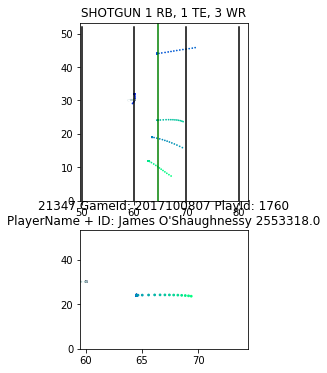 SHOTGUN 1 RB, 1 TE, 3 WR
50
40
30
20
10
0
50 60 70 80
21347 GameId: 2017100807 PlayId: 1760
PlayerName + ID: James O'Shaughnessy 2553318.0
40
20
0
60 65 70